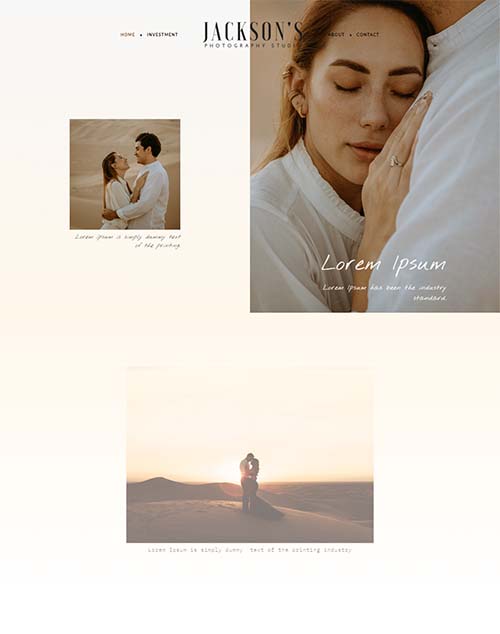 HOME • INVESTMENT
JACKSON'S
PHOTOGRAPHY STUDIO
ABOUT • CONTACT
Lorem Ipsum is simply dummy text
of the printing
Lorem Ipsum
Lorem Ipsum has been the industry
standard.
Lorem Ipsum is simply dummy text of the printing industry